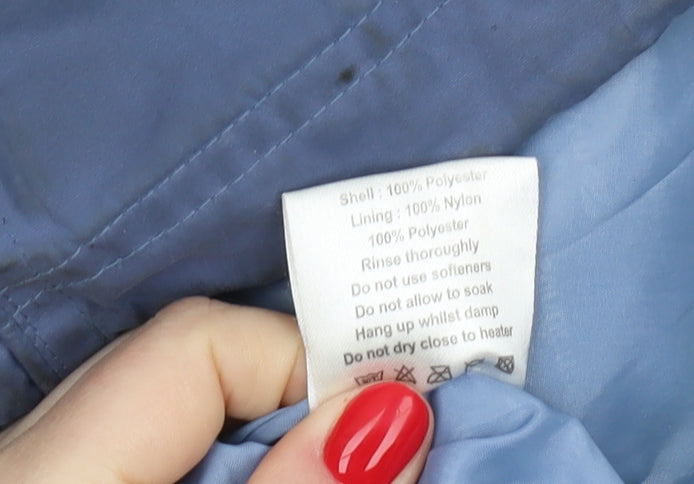 Shell : 100% Polyester
Lining : 100% Nylon
100% Polyester
Rinse thoroughly
Do not use softeners
Do not allow to soak
Hang up whilst damp
Do not dry close to heater